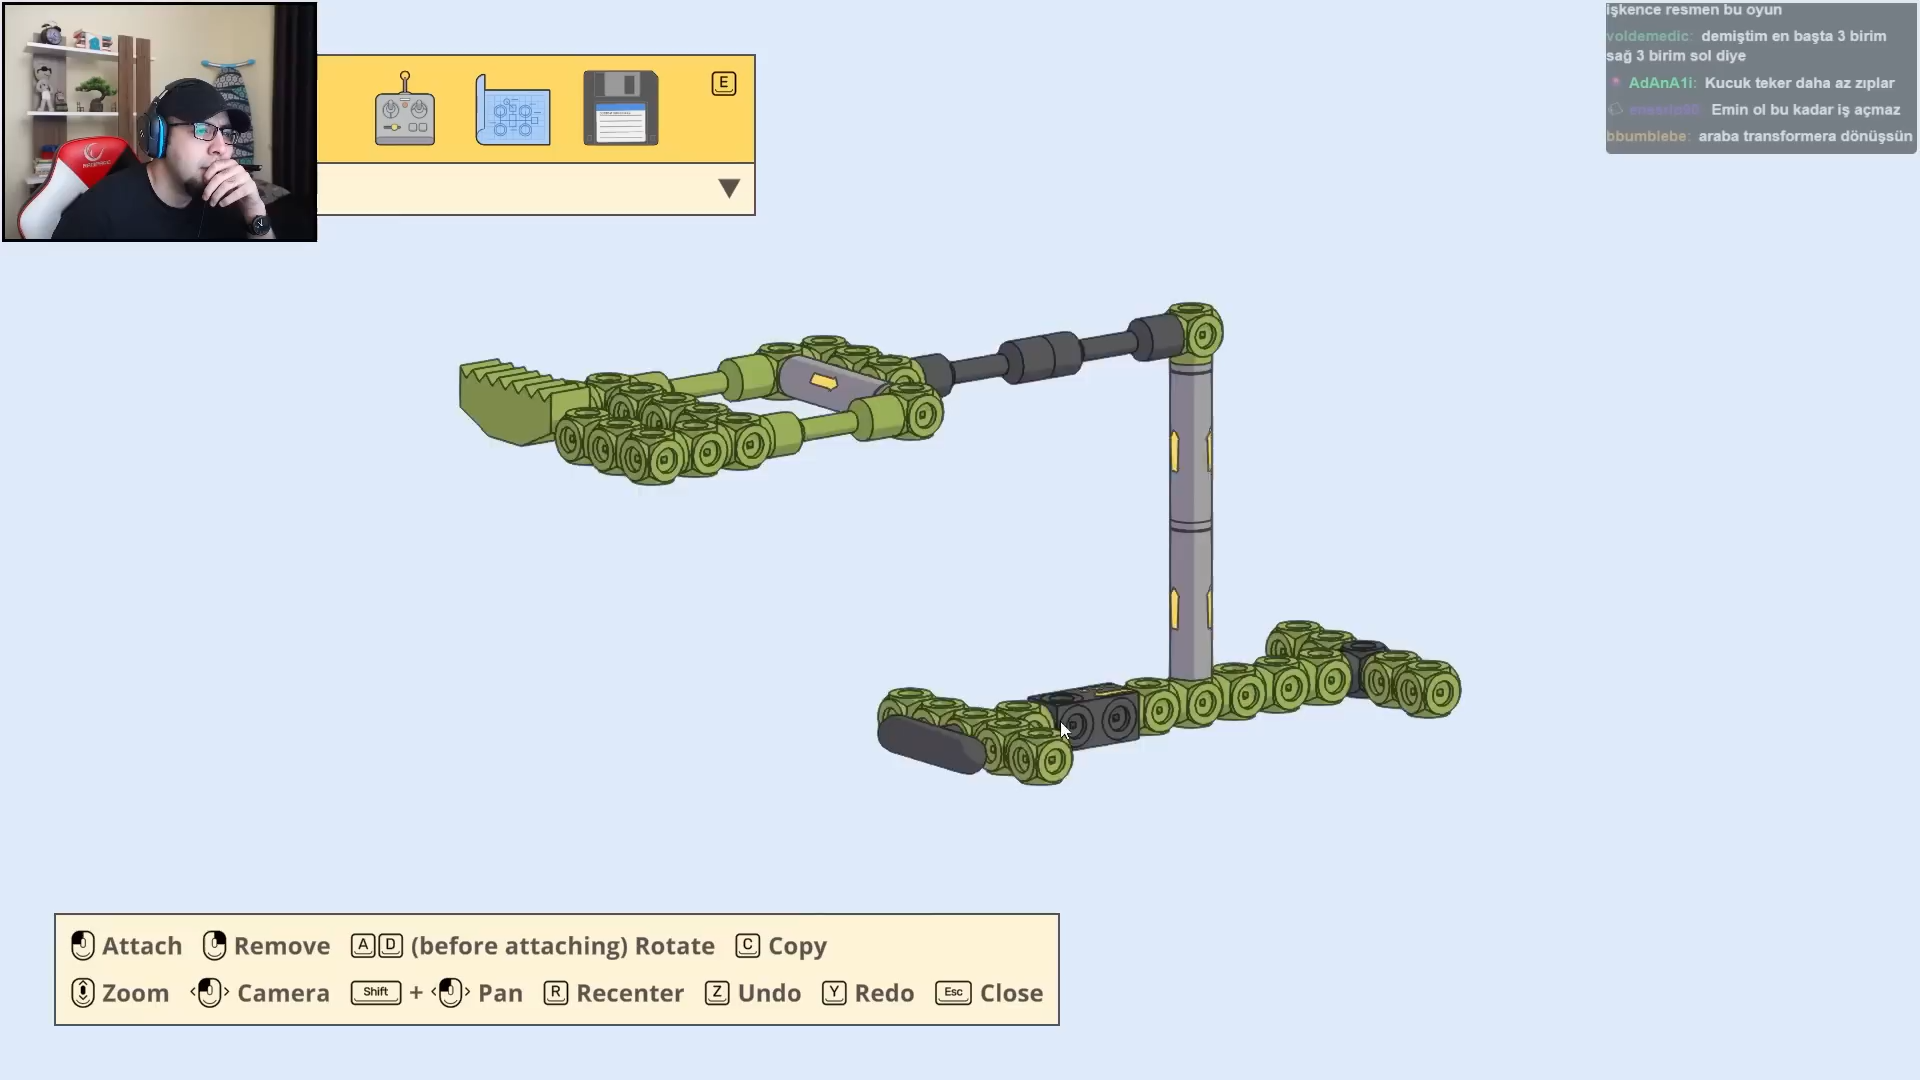 işkence resmen bu oyun
voldemedic: demiştim en başta 3 birim
sağ 3 birim sol diye
AdAnA1i: Kucuk teker daha az zıplar
Emin ol bu kadar iş açmaz
bbumblebe: araba transformera dönüşsün
E
Attach Remove A D (before attaching) Rotate C Copy
Zoom Camera Shift + Pan R Recenter Z Undo Y Redo Esc Close